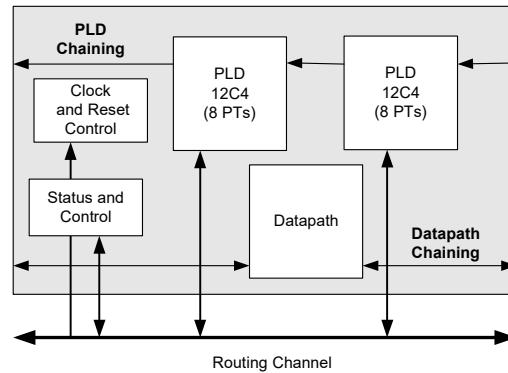 PLD
Chaining
PLD
12C4
(8 PTs)
PLD
12C4
(8 PTs)
Clock
and Reset
Control
Status and
Control
Datapath
Datapath
Chaining
Routing Channel